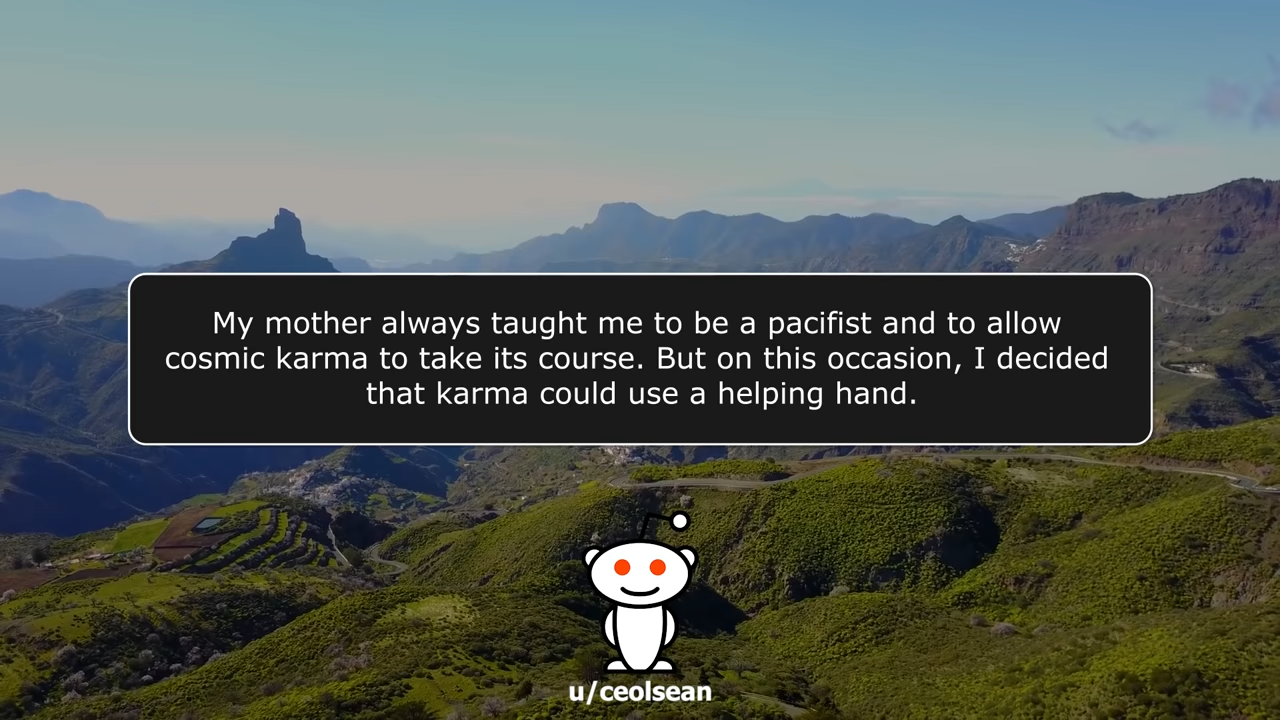 My mother always taught me to be a pacifist and to allow
cosmic karma to take its course. But on this occasion, I decided
that karma could use a helping hand.
u/ceolsean